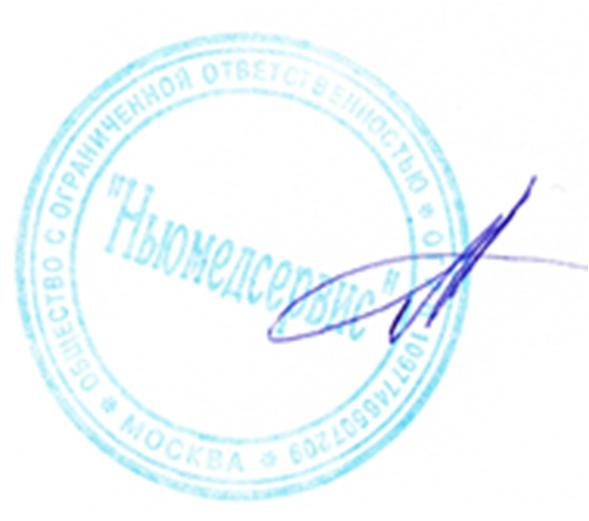 ОБЩЕСТВО С ОГРАНИЧЕННОЙ ОТВЕТСТВЕННОСТЬЮ
1097746507209
МОСКВА
"Ньюмедсервис"